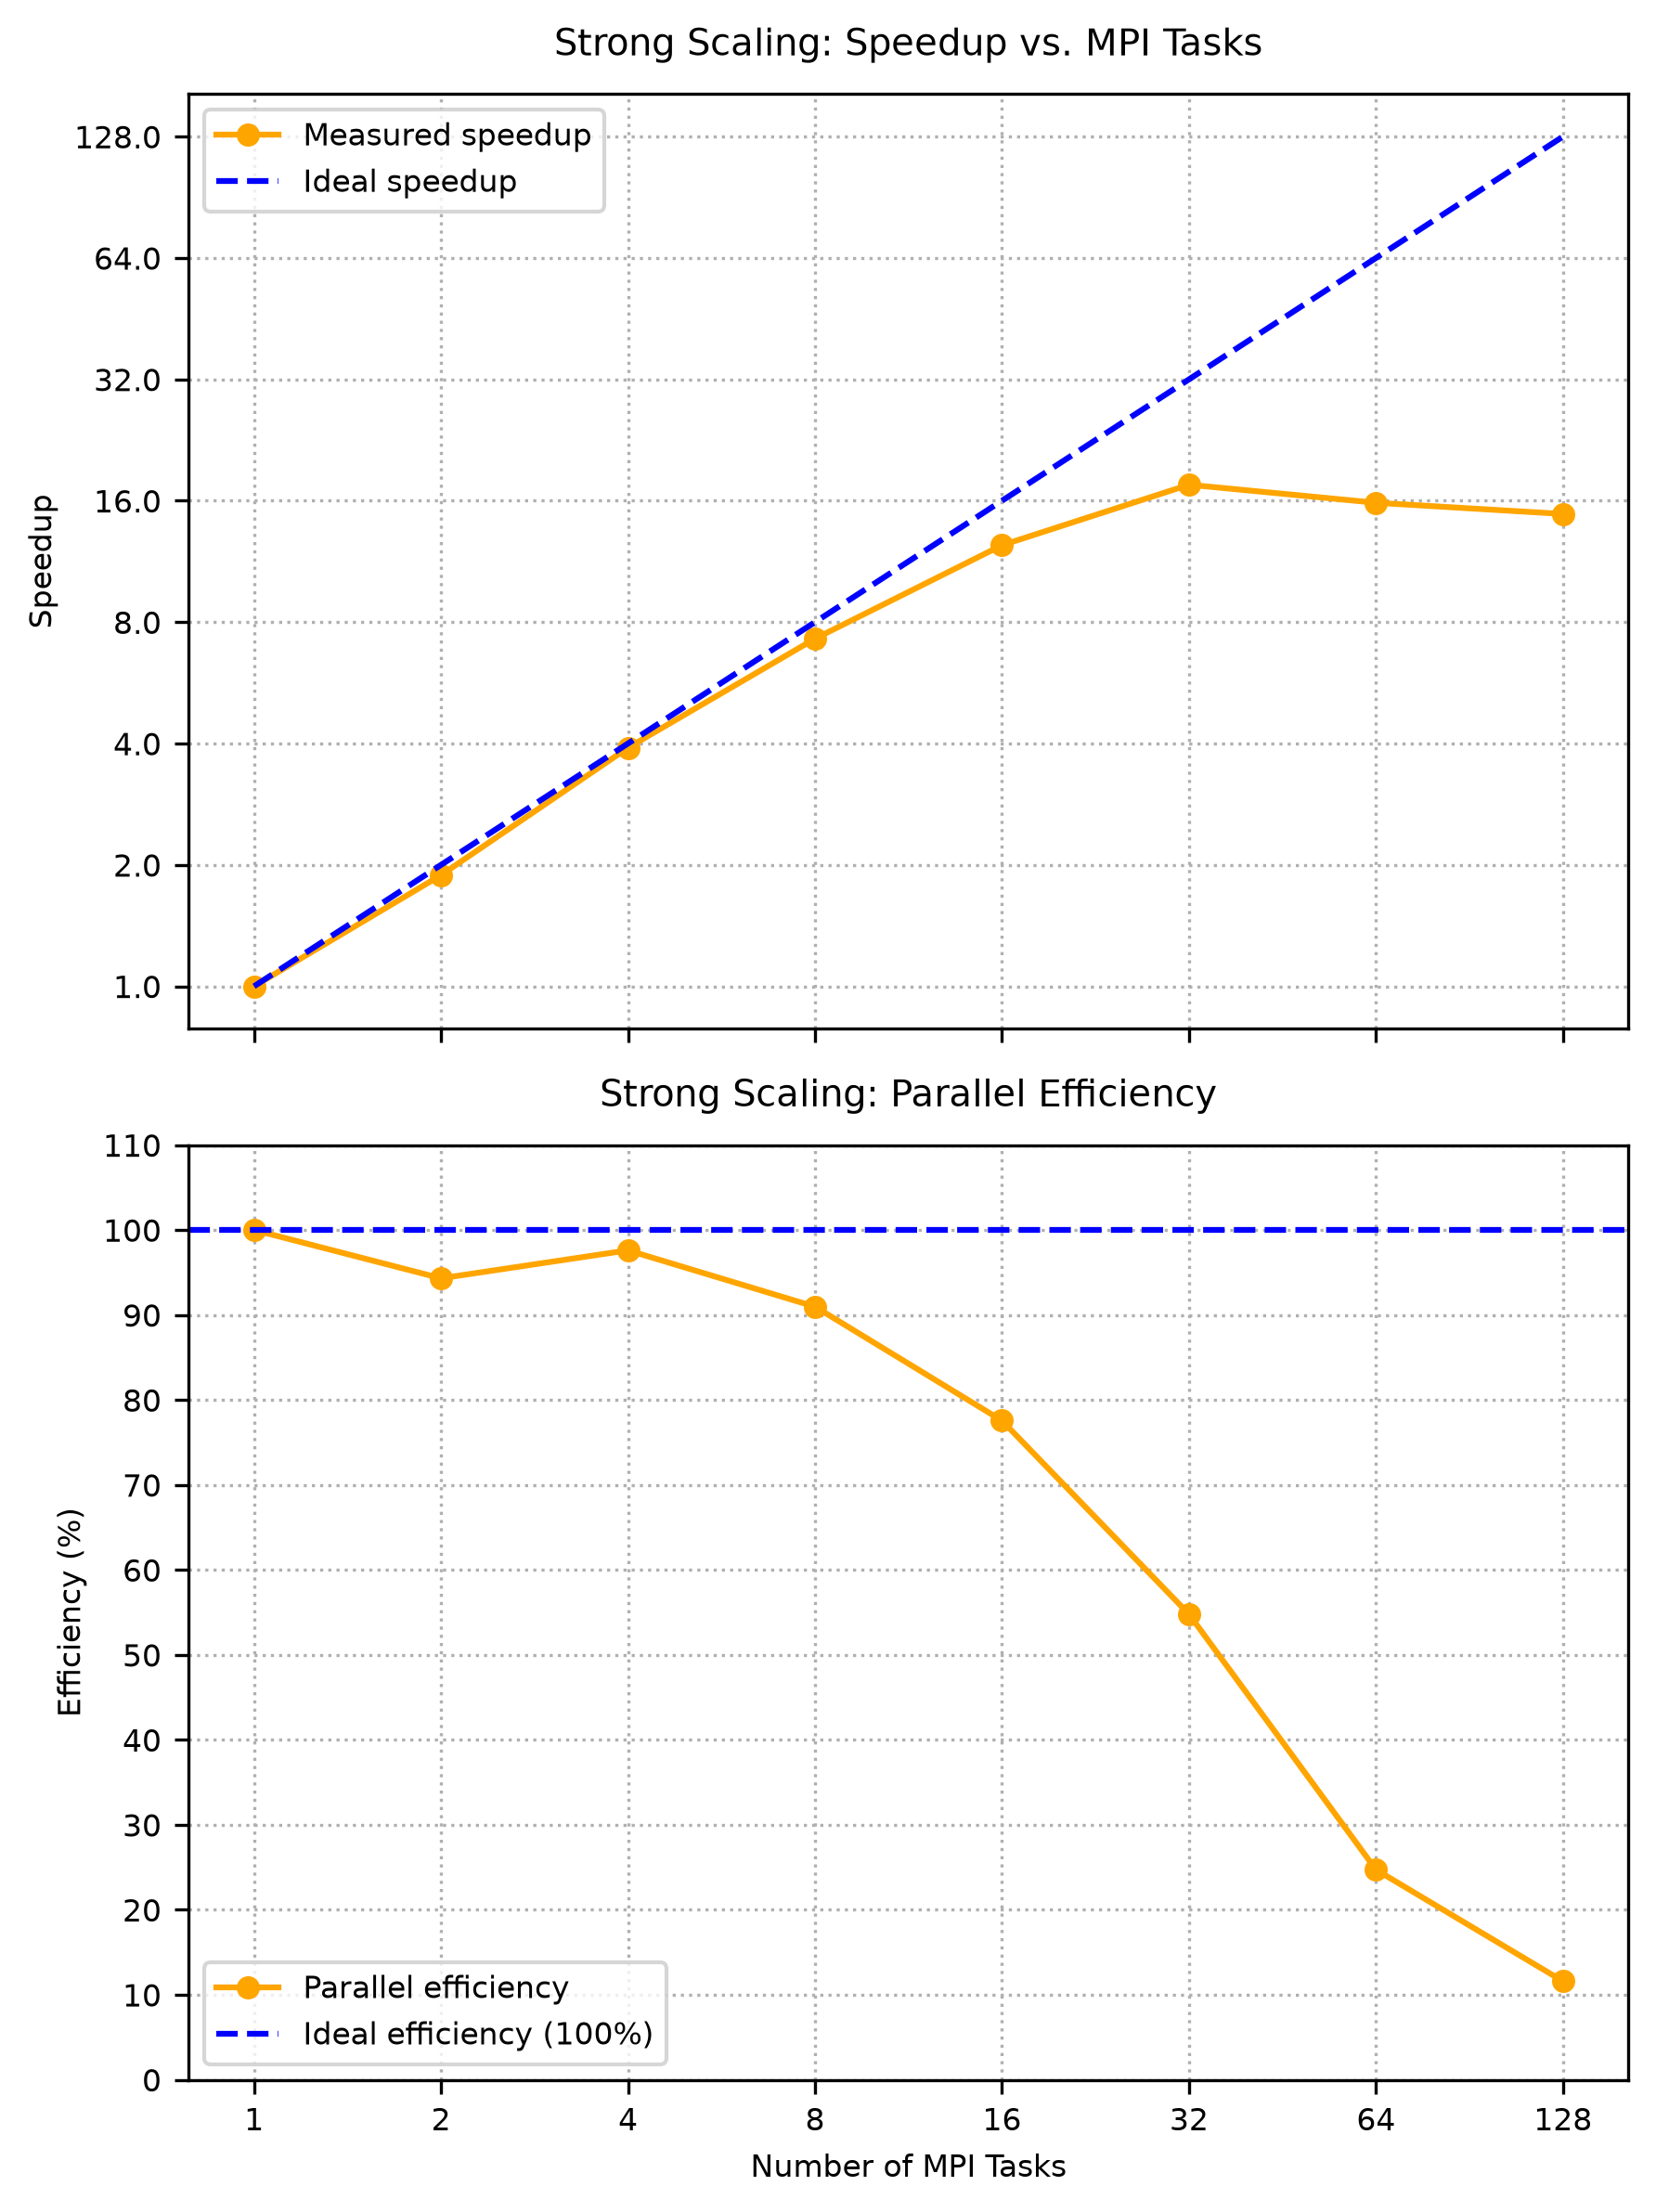 Strong Scaling: Speedup vs. MPI Tasks
Measured speedup
Ideal speedup
128.0
64.0
32.0
16.0
8.0
4.0
2.0
1.0
Speedup
Strong Scaling: Parallel Efficiency
110
100
90
80
70
60
50
40
30
20
10
0
Efficiency (%)
Parallel efficiency
Ideal efficiency (100%)
1 2 4 8 16 32 64 128
Number of MPI Tasks